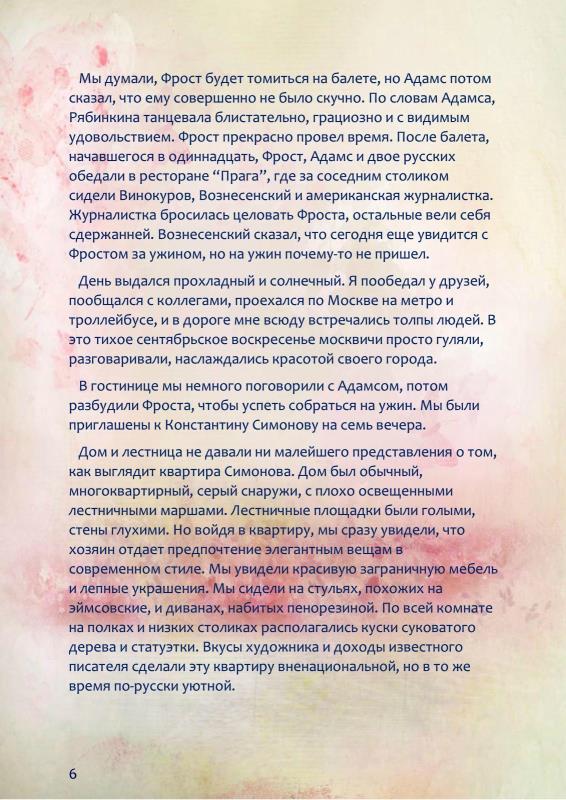 Мы думали, Фрост будет томиться на балете, но Адамс потом
сказал, что ему совершенно не было скучно. По словам Адамса,
Рябинкина танцевала блистательно, грациозно и с видимым
удовольствием. Фрост прекрасно провел время. После балета,
начавшегося в одиннадцать, Фрост, Адамс и двое русских
обедали в ресторане “Прага”, где за соседним столиком
сидели Винокуров, Вознесенский и американская журналистка.
Журналистка бросилась целовать Фроста, остальные вели себя
сдержанней. Вознесенский сказал, что сегодня еще увидится с
Фростом за ужином, но на ужин почему-то не пришел.
День выдался прохладный и солнечный. Я пообедал у друзей,
пообщался с коллегами, проехался по Москве на метро и
троллейбусе, и в дороге мне всюду встречались толпы людей. В
это тихое сентябрьское воскресенье москвичи просто гуляли,
разговаривали, наслаждались красотой своего города.
В гостинице мы немного поговорили с Адамсом, потом
разбудили Фроста, чтобы успеть собраться на ужин. Мы были
приглашены к Константину Симонову на семь вечера.
Дом и лестница не давали ни малейшего представления о том,
как выглядит квартира Симонова. Дом был обычный,
многоквартирный, серый снаружи, с плохо освещенными
лестничными маршами. Лестничные площадки были голыми,
стены глухими. Но войдя в квартиру, мы сразу увидели, что
хозяин отдает предпочтение элегантным вещам в
современном стиле. Мы увидели красивую заграничную мебель
и лепные украшения. Мы сидели на стульях, похожих на
эймсовские, и диванах, набитых пенорезиной. По всей комнате
на полках и низких столиках располагались куски суковатого
дерева и статуэтки. Вкусы художника и доходы известного
писателя сделали эту квартиру вненациональной, но в то же
время по-русски уютной.
6